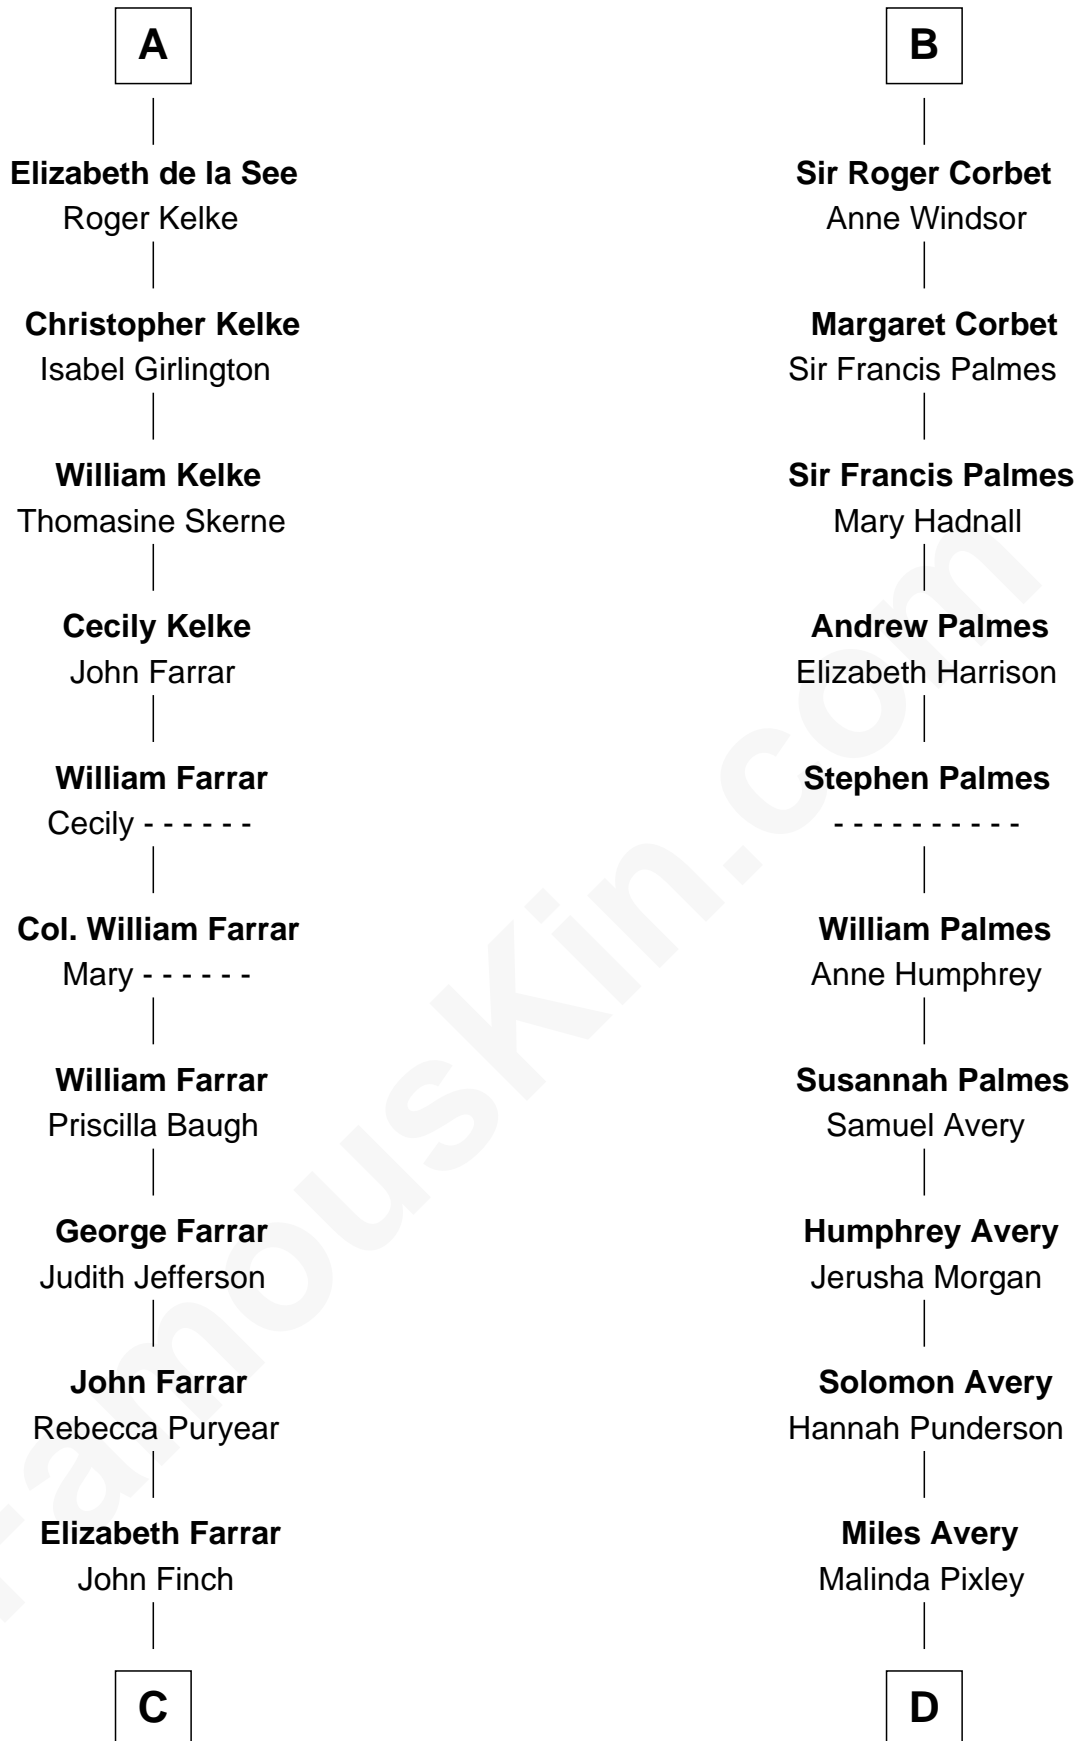 A
Elizabeth de la See
Roger Kelke
Christopher Kelke
Isabel Girlington
William Kelke
Thomasine Skerne
Cecily Kelke
John Farrar
William Farrar
Cecily - - - - - -
Col. William Farrar
Mary - - - - - -
William Farrar
Priscilla Baugh
George Farrar
Judith Jefferson
John Farrar
Rebecca Puryear
Elizabeth Farrar
John Finch
C
B
Sir Roger Corbet
Anne Windsor
Margaret Corbet
Sir Francis Palmes
Sir Francis Palmes
Mary Hadnall
Andrew Palmes
Elizabeth Harrison
Stephen Palmes
- - - - - - - - - -
William Palmes
Anne Humphrey
Susannah Palmes
Samuel Avery
Humphrey Avery
Jerusha Morgan
Solomon Avery
Hannah Punderson
Miles Avery
Malinda Pixley
D
FamousKin.com